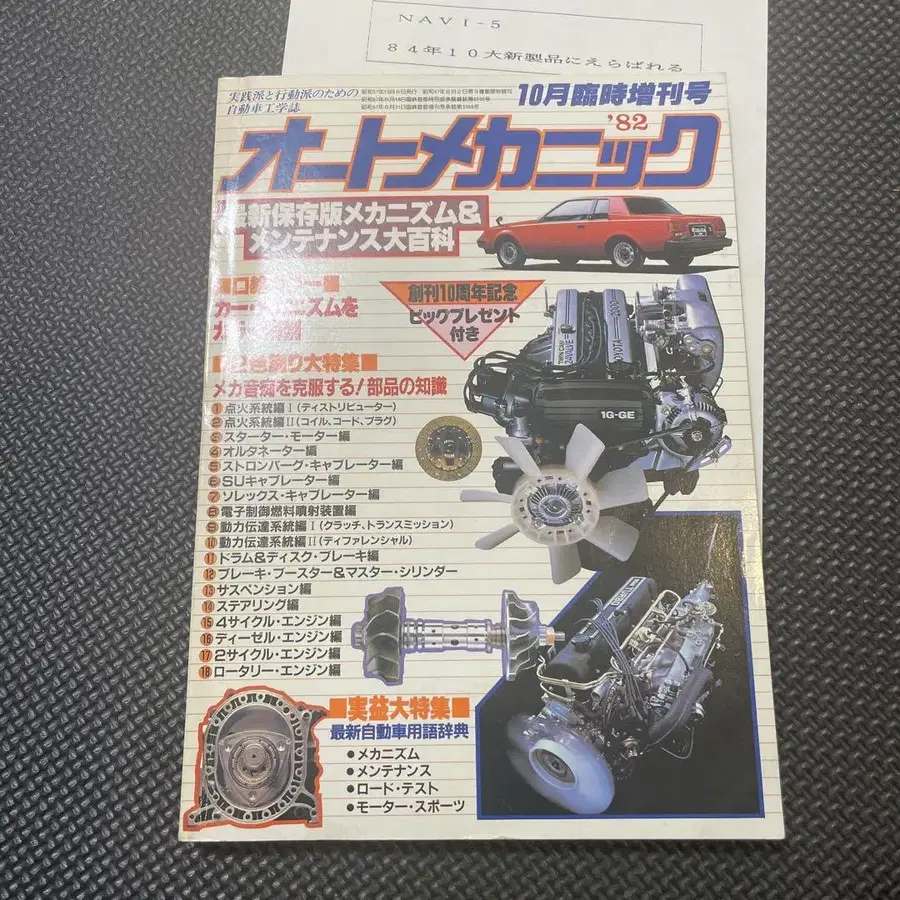 NAVI-5
84年10大新製品にえらばれる
実践派と行動派のための
自動車工学誌
10月臨時増刊号
'82
オートメカニック
最新保存版メカニズム&
メンテナンス大百科
創刊10周年記念
ビッグプレゼント
付き
カー・メカニズムを
2色刷り大特集
メカ音痴を克服する!部品の知識
1 点火系統編I(ディストリビューター)
2 点火系統編II(コイル、コード、プラグ)
3 スターター・モーター編
4 オルタネーター編
5 ストロンバーグ・キャブレーター編
6 SUキャブレーター編
7 ソレックス・キャブレーター編
8 電子制御燃料噴射装置編
9 動力伝達系統編I(クラッチ、トランスミッション)
10 動力伝達系統編II(ディファレンシャル)
11 ドラム&ディスク・ブレーキ編
12 ブレーキ・ブースター&マスター・シリンダー
13 サスペンション編
14 ステアリング編
15 4サイクル・エンジン編
16 ディーゼル・エンジン編
17 2サイクル・エンジン編
18 ロータリー・エンジン編
TWINCAM
24VALVE
TOYOTA
2000
1G-GE
TURBO
■実益大特集■
最新自動車用語辞典
●メカニズム
●メンテナンス
●ロード・テスト
●モーター・スポーツ